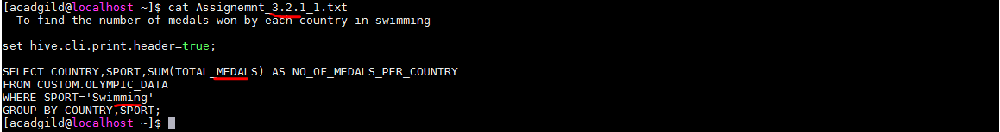 [acadgild@localhost ~]$ cat Assignemnt_3.2.1_1.txt
--To find the number of medals won by each country in swimming
set hive.cli.print.header=true;
SELECT COUNTRY,SPORT,SUM(TOTAL_MEDALS) AS NO_OF_MEDALS_PER_COUNTRY
FROM CUSTOM.OLYMPIC_DATA
WHERE SPORT='Swimming'
GROUP BY COUNTRY,SPORT;
[acadgild@localhost ~]$